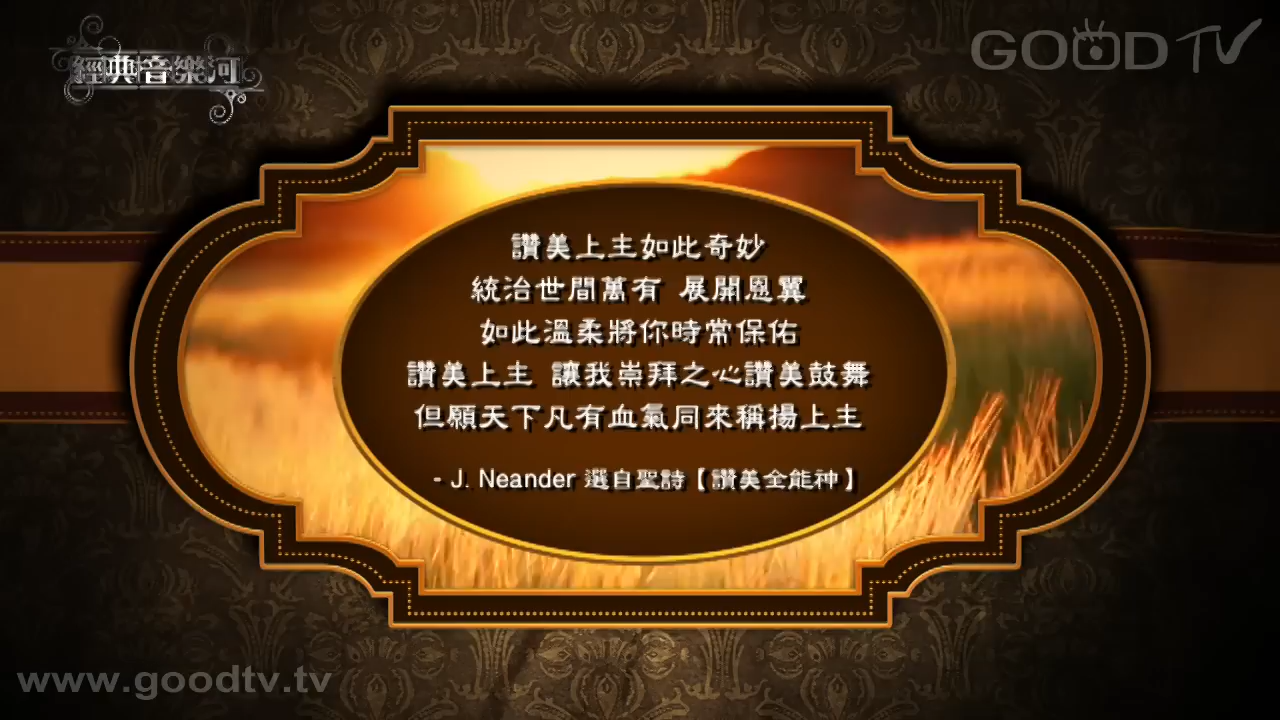 經典音樂河
GOOD TV
讚美上主如此奇妙
統治世間萬有 展開恩翼
如此溫柔將你時常保佑
讚美上主 讓我崇拜之心讚美鼓舞
但願天下凡有血氣同來稱揚上主
- J. Neander 選自聖詩【讚美全能神】
www.goodtv.tv